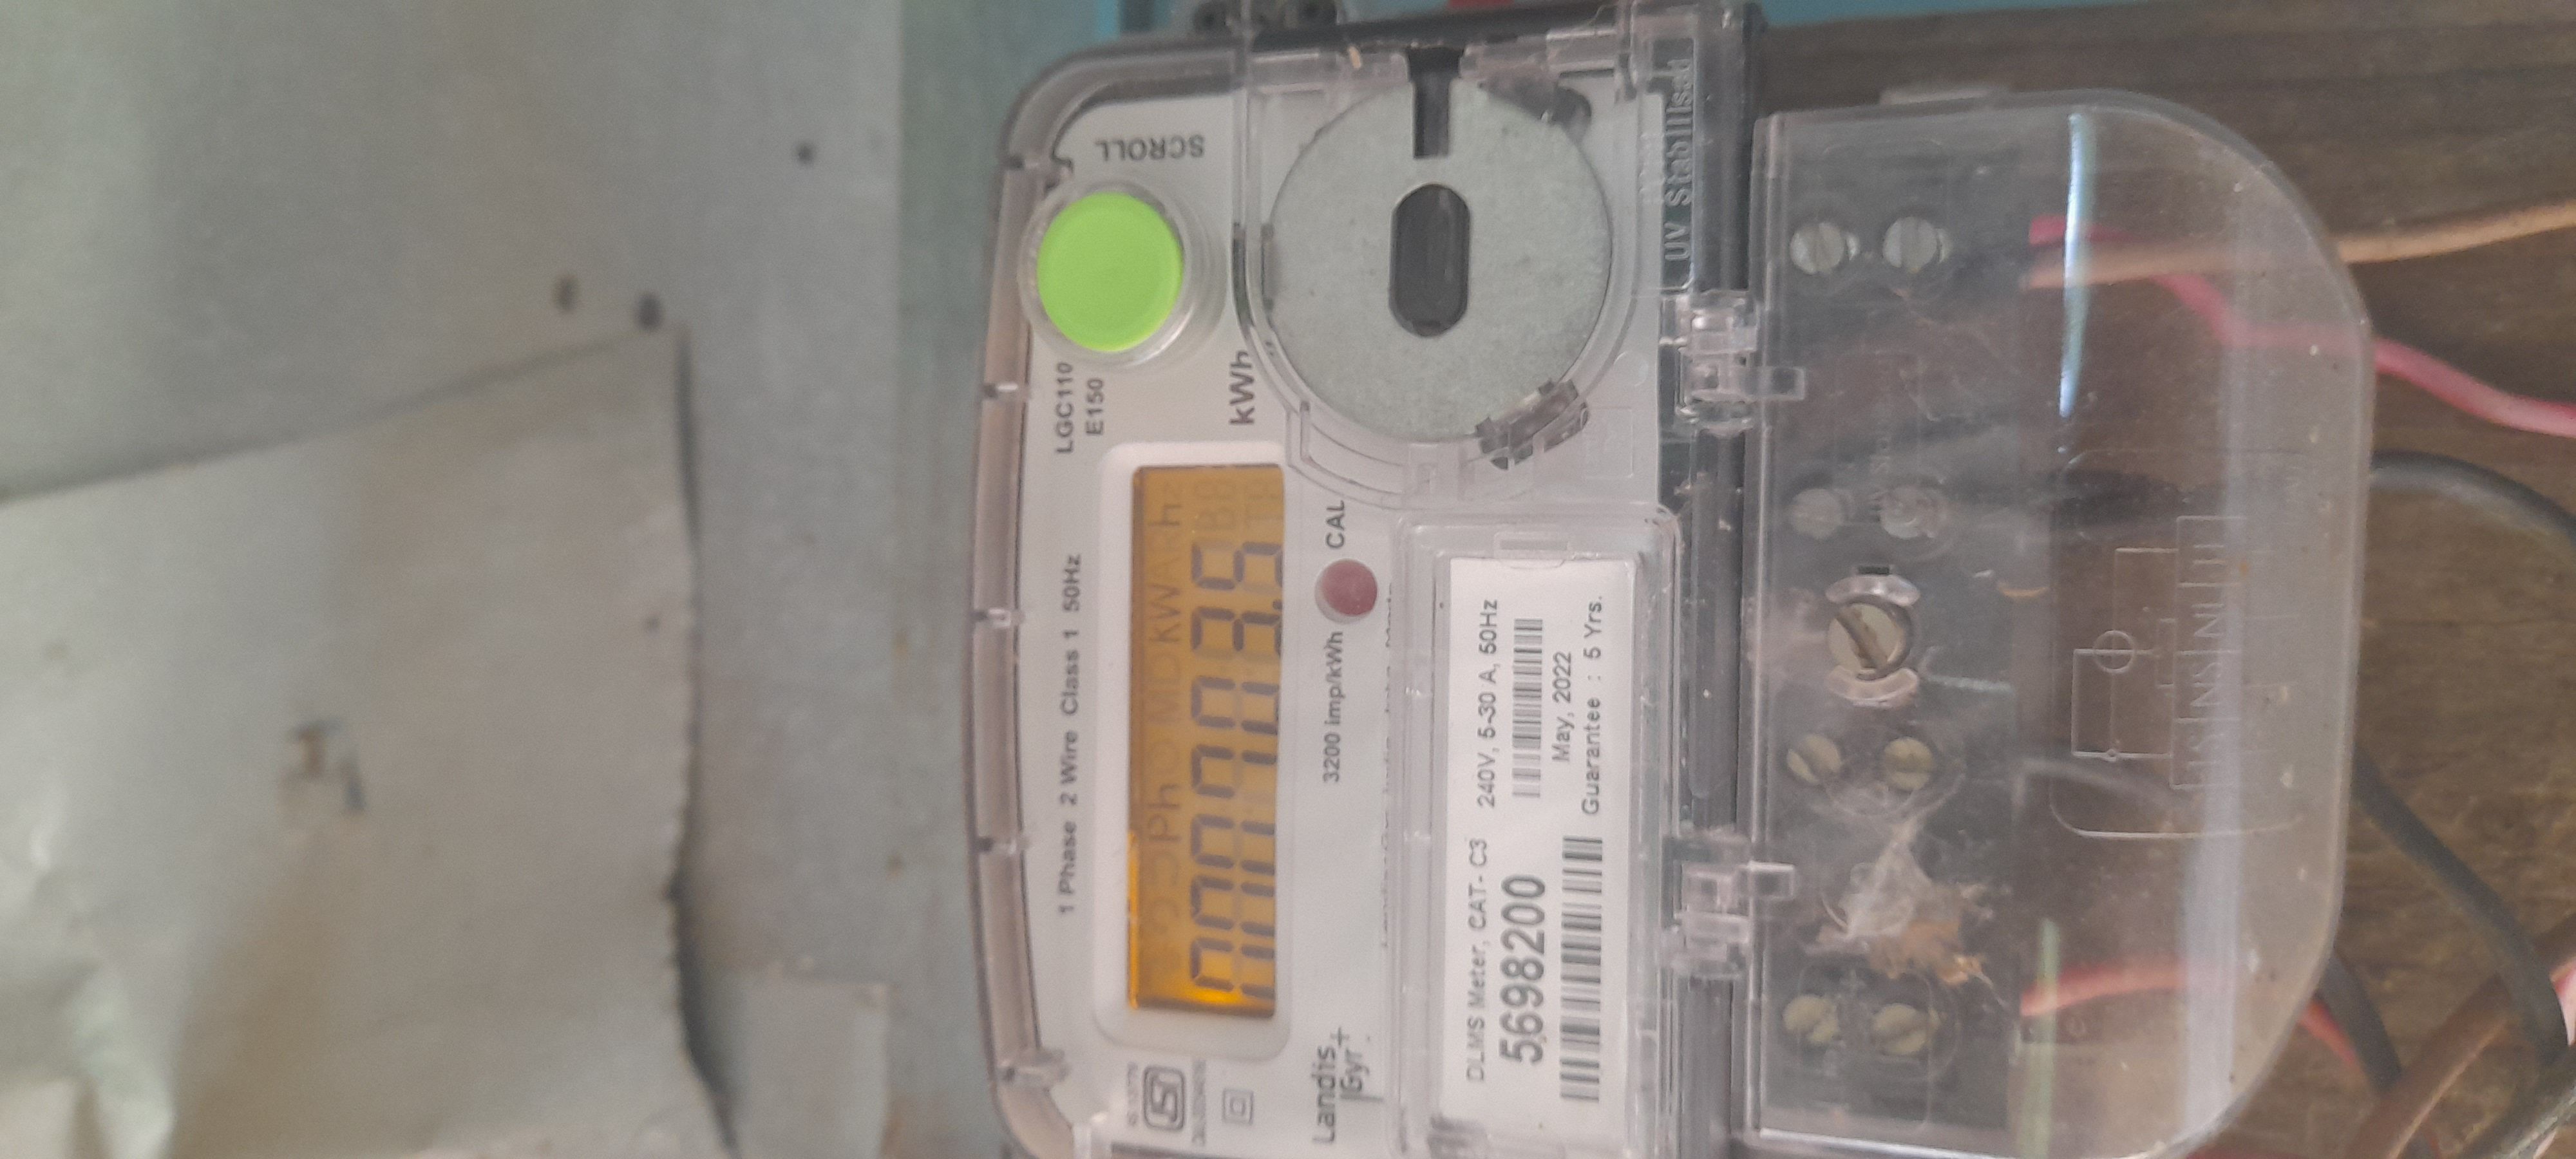 SCROLL
LGC110
E150
1 Phase 2 Wire Class 1 50Hz
kWh
CAL
3200 imp/kWh
Landis
Gyr+
DLMS Meter, CAT- C3 240V, 5-30 A, 50Hz
5698200
May, 2022
Guarantee : 5 Yrs.
UV Stabilised